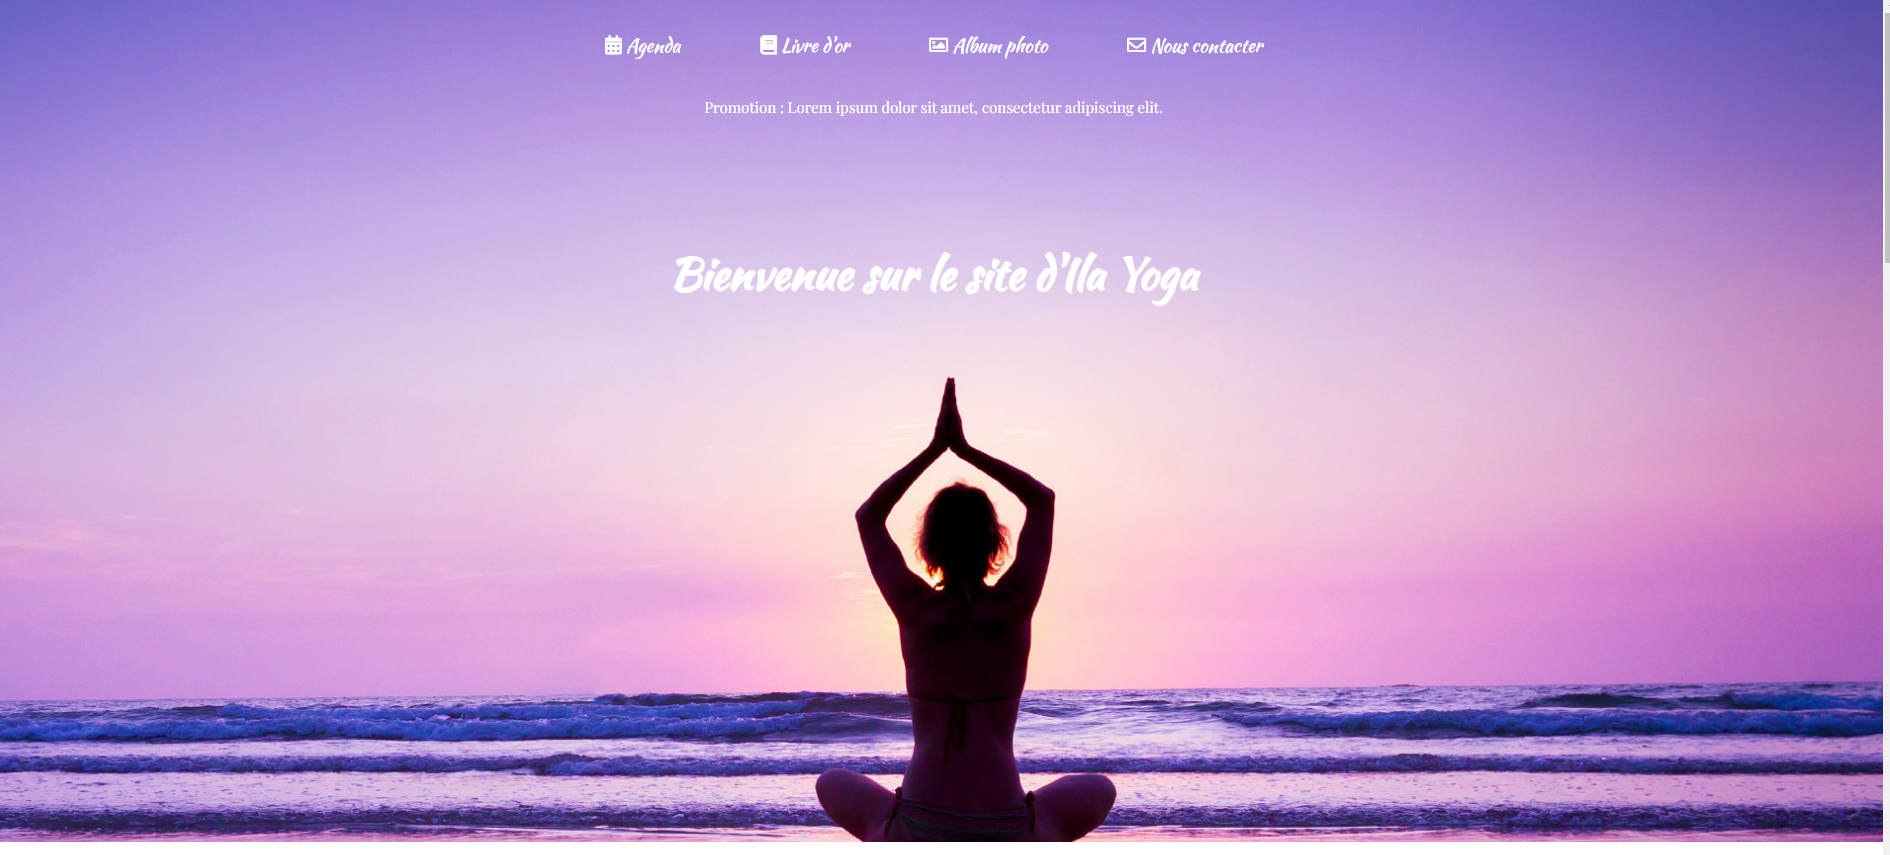 Agenda Livre d'or Album photo Nous contacter
Promotion : Lorem ipsum dolor sit amet, consectetur adipiscing elit.
Bienvenue sur le site d'Ila Yoga